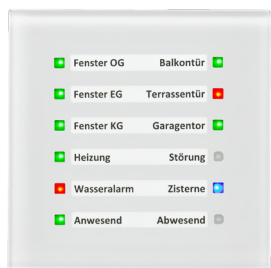 Fenster OG Balkontür
Fenster EG Terrassentür
Fenster KG Garagentor
Heizung Störung
Wasseralarm Zisterne
Anwesend Abwesend